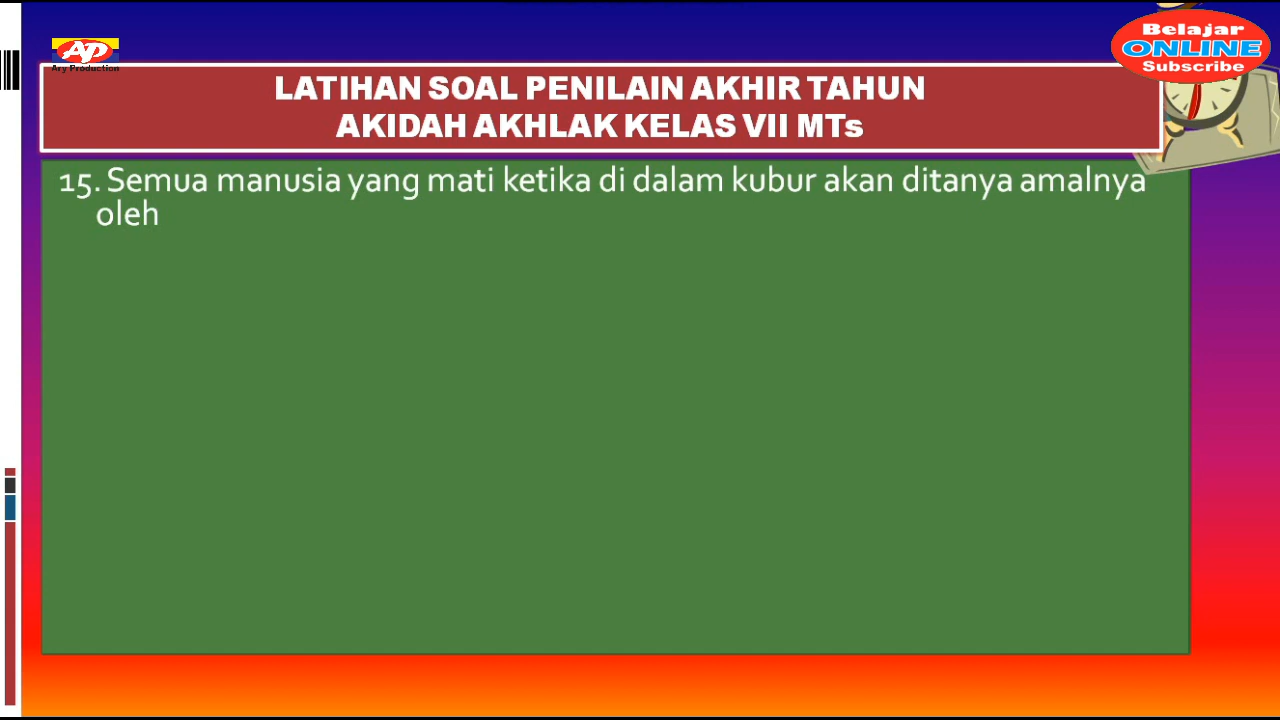 Belajar
ONLINE
Subscribe
AP
Ary Production
LATIHAN SOAL PENILAIN AKHIR TAHUN
AKIDAH AKHLAK KELAS VII MTs
15. Semua manusia yang mati ketika di dalam kubur akan ditanya amalnya
oleh